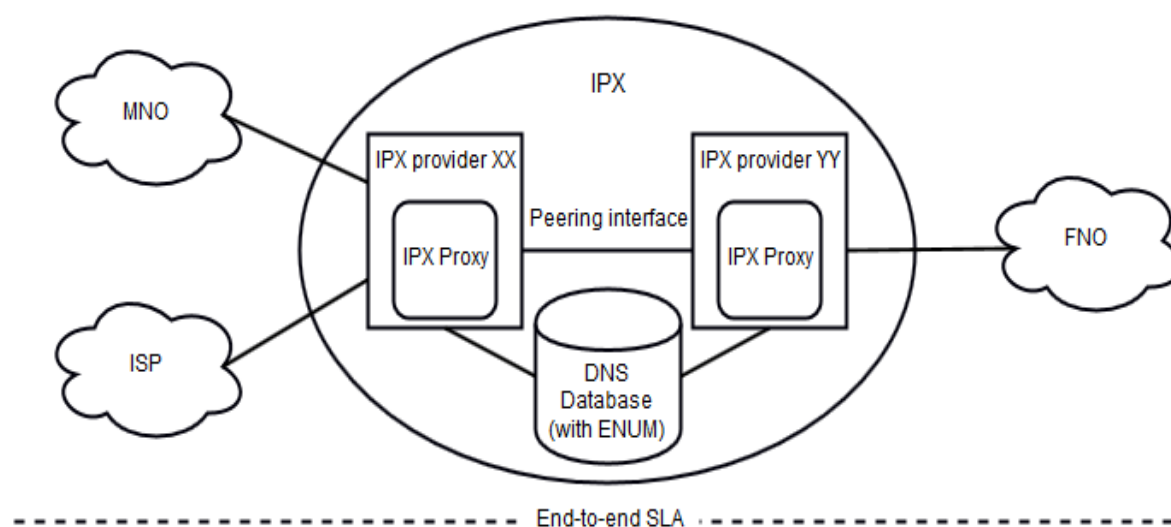 IPX
MNO
IPX provider XX
IPX provider YY
Peering interface
IPX Proxy
IPX Proxy
FNO
ISP
DNS
Database
(with ENUM)
End-to-end SLA